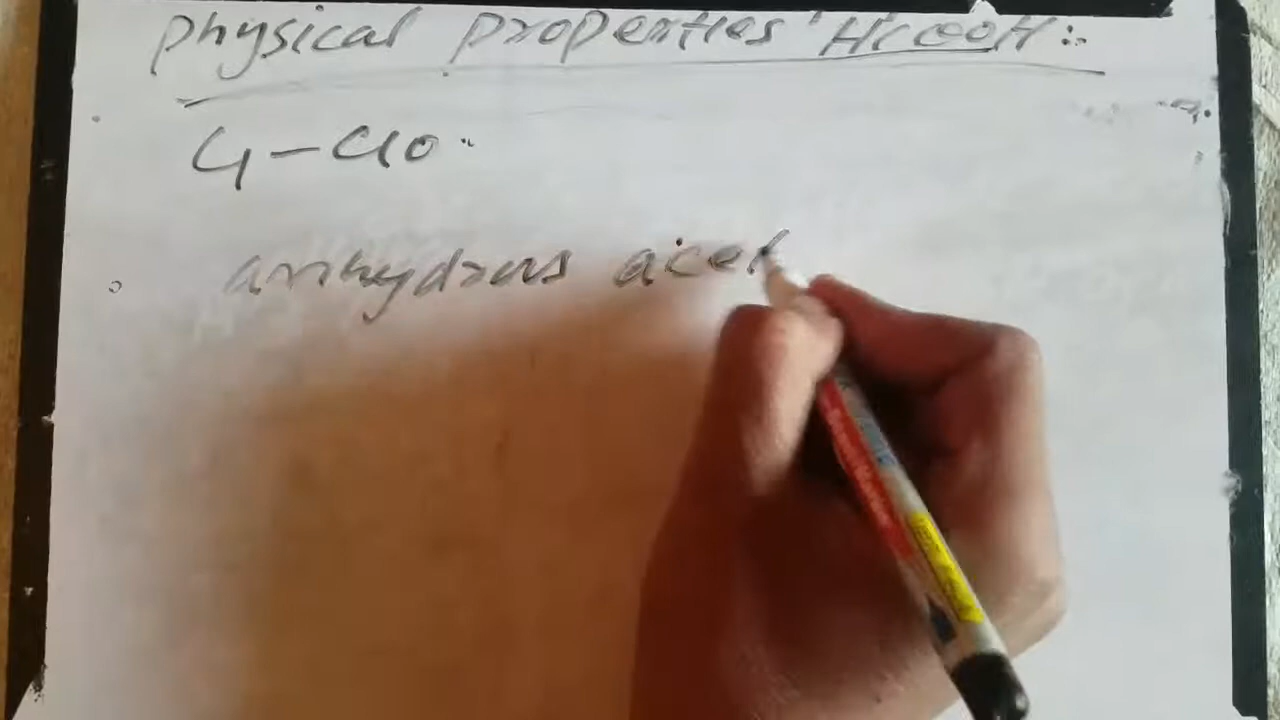 Physical properties 'HCOOH :-
C4 - C10 ..
anhydrous acet